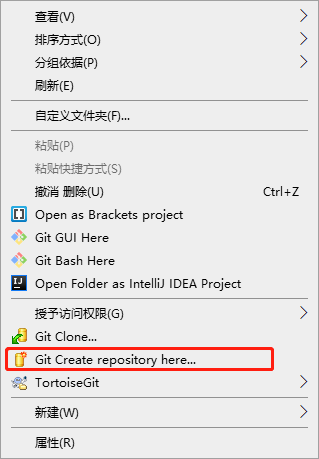 查看(V)
排序方式(O)
分组依据(P)
刷新(E)
自定义文件夹(F)...
粘贴(P)
粘贴快捷方式(S)
撤消 删除(U) Ctrl+Z
Open as Brackets project
Git GUI Here
Git Bash Here
Open Folder as IntelliJ IDEA Project
授予访问权限(G)
Git Clone...
Git Create repository here...
TortoiseGit
新建(W)
属性(R)